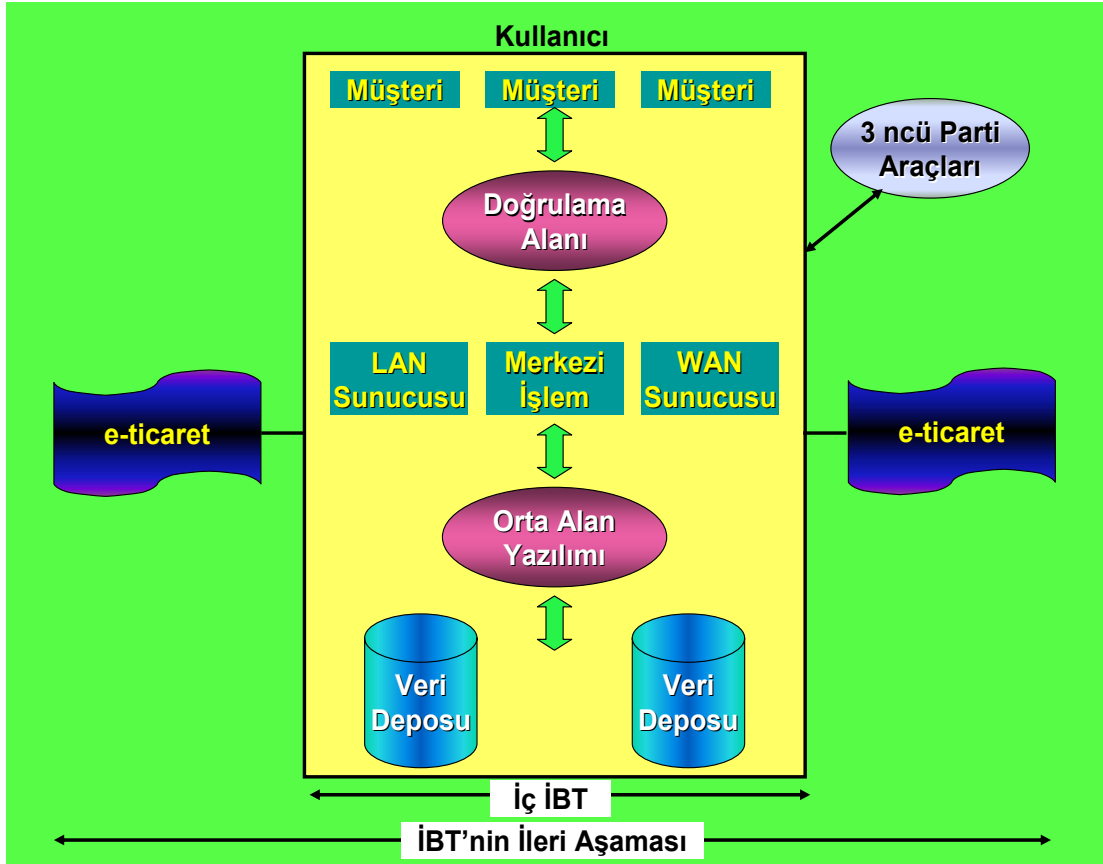 Kullanıcı
Müşteri Müşteri Müşteri
3 ncü Parti
Araçları
Doğrulama
Alanı
LAN
Sunucusu
Merkezi
İşlem
WAN
Sunucusu
e-ticaret
e-ticaret
Orta Alan
Yazılımı
Veri
Deposu
Veri
Deposu
İç İBT
İBT’nin İleri Aşaması